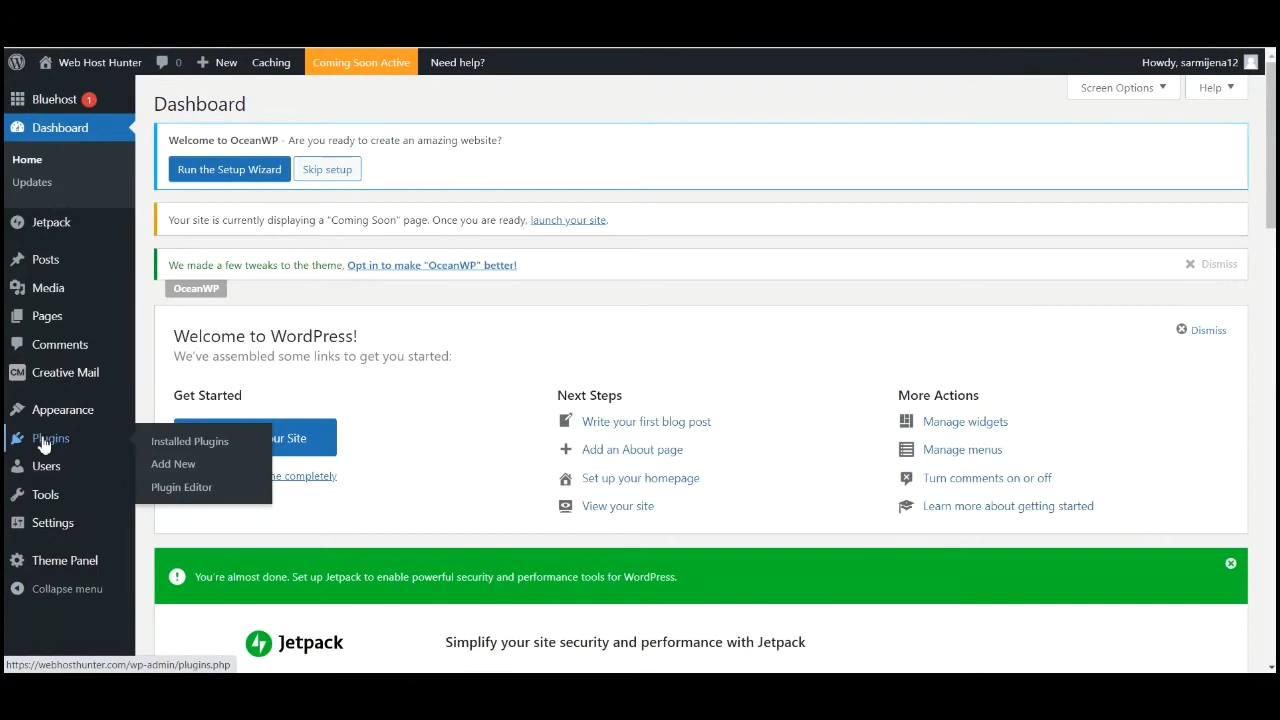 Web Host Hunter 0 New Caching Coming Soon Active Need help? Howdy, sarmijena12
Bluehost 1
Dashboard
Home
Updates
Jetpack
Posts
Media
Pages
Comments
CM Creative Mail
Appearance
Plugins
Users
Tools
Settings
Theme Panel
Collapse menu
Installed Plugins
Add New
Plugin Editor
Screen Options Help
Dashboard
Welcome to OceanWP - Are you ready to create an amazing website?
Run the Setup Wizard Skip setup
Your site is currently displaying a "Coming Soon" page. Once you are ready, launch your site.
We made a few tweaks to the theme, Opt in to make "OceanWP" better! Dismiss
OceanWP
Welcome to WordPress! Dismiss
We've assembled some links to get you started:
Get Started
ur Site
e completely
Next Steps
Write your first blog post
Add an About page
Set up your homepage
View your site
More Actions
Manage widgets
Manage menus
Turn comments on or off
Learn more about getting started
You're almost done. Set up Jetpack to enable powerful security and performance tools for WordPress.
Jetpack Simplify your site security and performance with Jetpack
https://webhosthunter.com/wp-admin/plugins.php